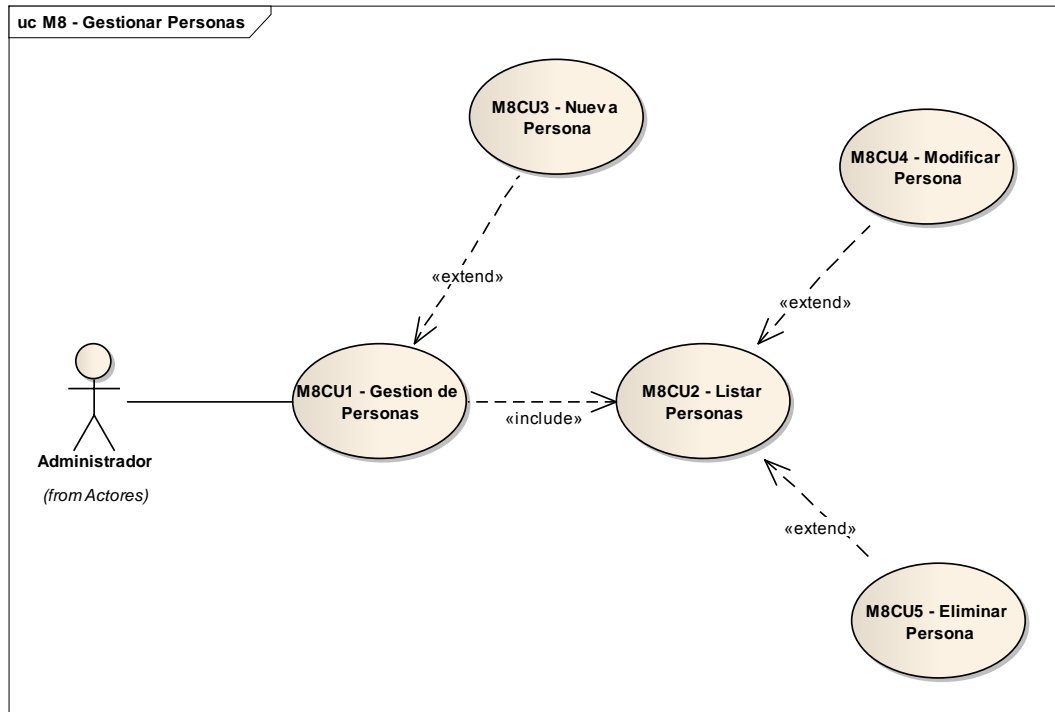 uc M8 - Gestionar Personas
M8CU3 - Nueva
Persona
M8CU4 - Modificar
Persona
«extend»
«extend»
M8CU1 - Gestion de
Personas
M8CU2 - Listar
Personas
«include»
Administrador
(from Actores)
«extend»
M8CU5 - Eliminar
Persona